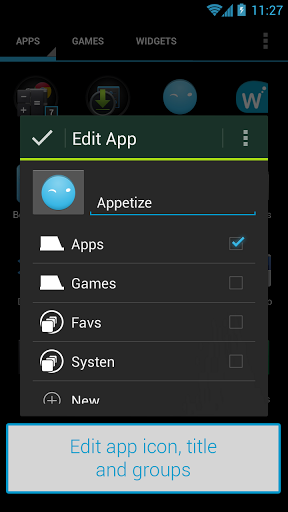 11:27
APPS GAMES WIDGETS
7
w
Edit App
Appetize
Apps
Games
Favs
Systen
New
Edit app icon, title
and groups